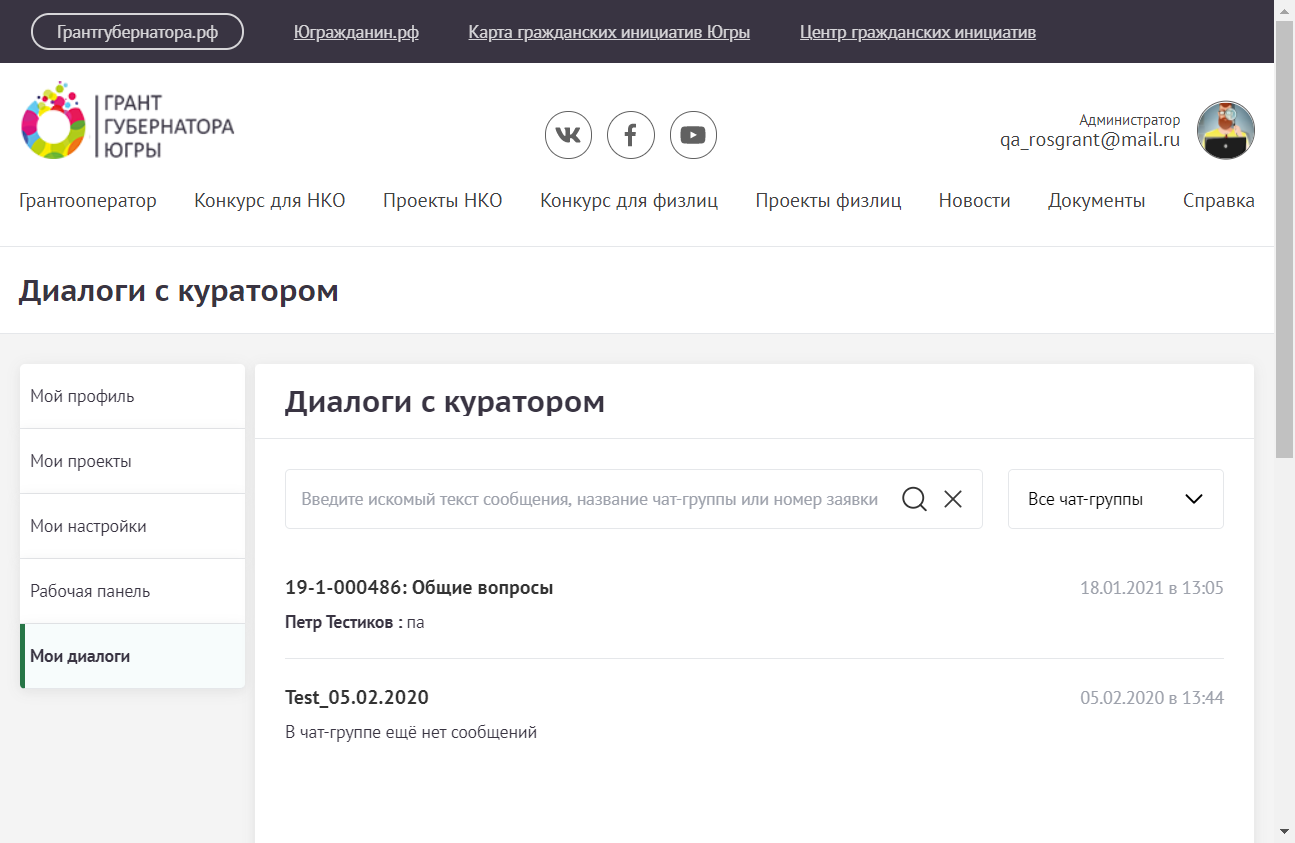 Грантгубернатора.рф Югражданин.рф Карта гражданских инициатив Югры Центр гражданских инициатив
ГРАНТ
ГУБЕРНАТОРА
ЮГРЫ
Администратор
qa_rosgrant@mail.ru
Грантооператор Конкурс для НКО Проекты НКО Конкурс для физлиц Проекты физлиц Новости Документы Справка
Диалоги с куратором
Мой профиль
Мои проекты
Мои настройки
Рабочая панель
Мои диалоги
Диалоги с куратором
Введите искомый текст сообщения, название чат-группы или номер заявки
Все чат-группы
19-1-000486: Общие вопросы 18.01.2021 в 13:05
Петр Тестиков : па
Test_05.02.2020 05.02.2020 в 13:44
В чат-группе ещё нет сообщений